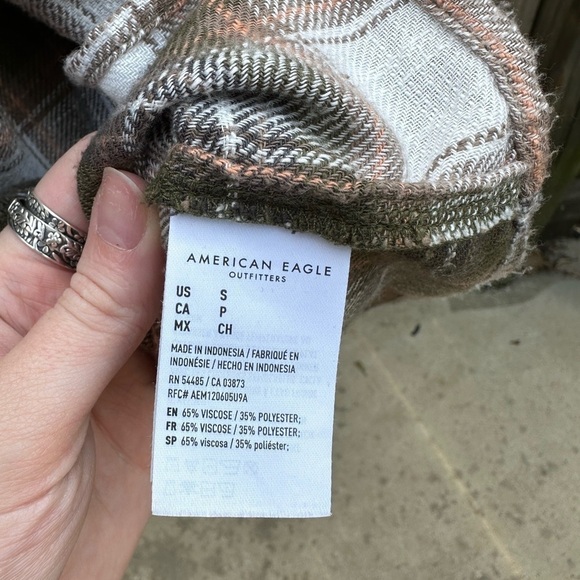 AMERICAN EAGLE
OUTFITTERS
US S
CA P
MX CH
MADE IN INDONESIA / FABRIQUÉ EN
INDONÉSIE / HECHO EN INDONESIA
RN 54485 / CA 03873
RFC# AEM120605U9A
EN 65% VISCOSE / 35% POLYESTER;
FR 65% VISCOSE / 35% POLYESTER;
SP 65% viscosa / 35% poliéster;